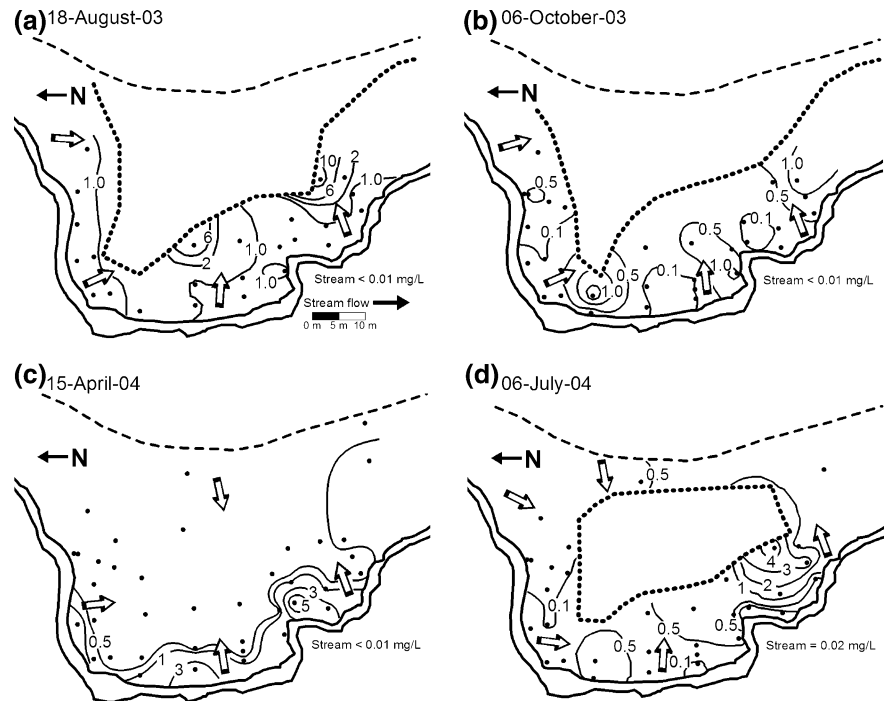 (a) 18-August-03
N
10
2
1.0
6
1.0
6
1.0
2
1.0
Stream < 0.01 mg/L
Stream flow
0 m 5 m 10 m
(b) 06-October-03
N
1.0
0.5
0.5
0.1
0.5
0.1
0.5
0.1
1.0
1.0
Stream < 0.01 mg/L
(c) 15-April-04
N
3
5
0.5
1
3
Stream < 0.01 mg/L
(d) 06-July-04
N
0.5
4
3
2
1
0.1
0.5
0.5
0.5
0.1
Stream = 0.02 mg/L